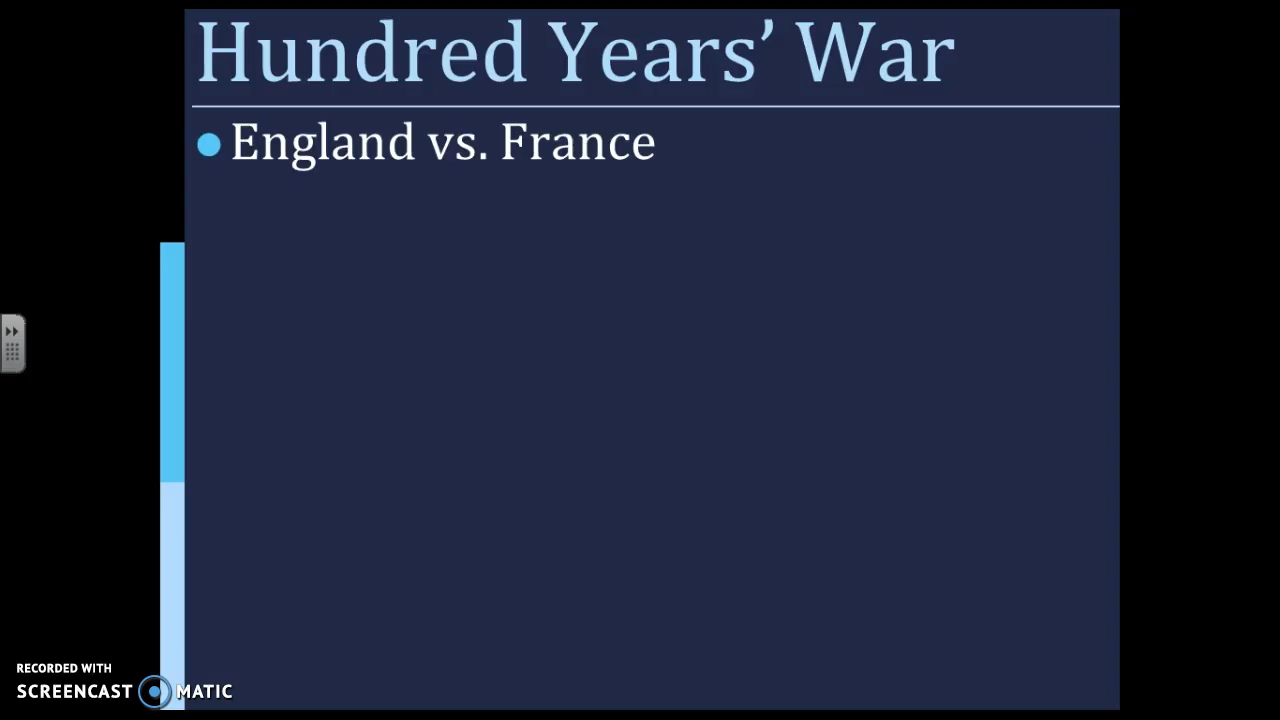 Hundred Years’ War
England vs. France
RECORDED WITH
SCREENCAST MATIC